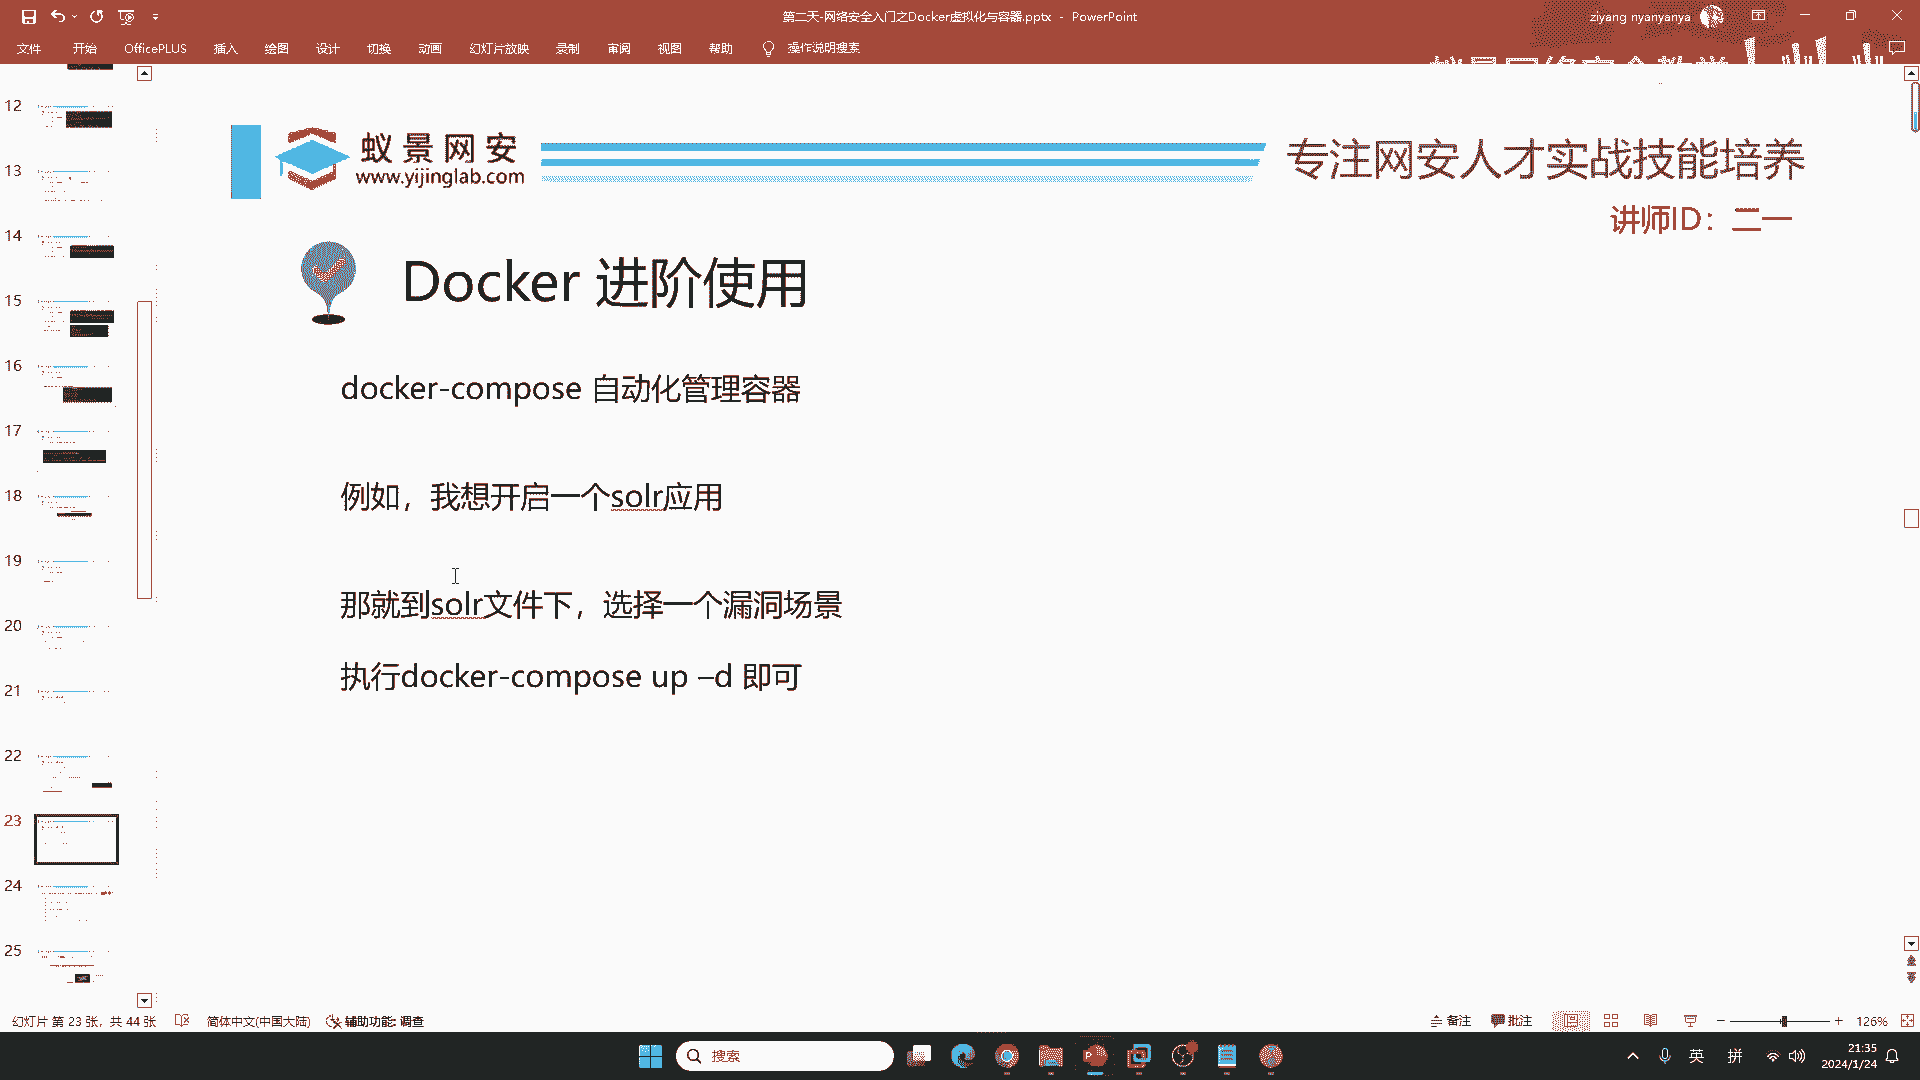 第二天-网络安全入门之Docker虚拟化与容器.pptx - PowerPoint
ziyang nyanyanya
文件 开始 OfficePLUS 插入 绘图 设计 切换 动画 幻灯片放映 录制 审阅 视图 帮助 操作说明搜索
12
13
14
15
16
17
18
19
20
21
22
23
24
25
蚁景网安
www.yijinglab.com
专注网安人才实战技能培养
讲师ID：二一
Docker 进阶使用
docker-compose 自动化管理容器
例如，我想开启一个solr应用
那就到solr文件下，选择一个漏洞场景
执行docker-compose up –d 即可
幻灯片 第 23 张，共 44 张 简体中文(中国大陆) 辅助功能: 调查
备注 批注 126%
搜索
英 拼
21:35
2024/1/24